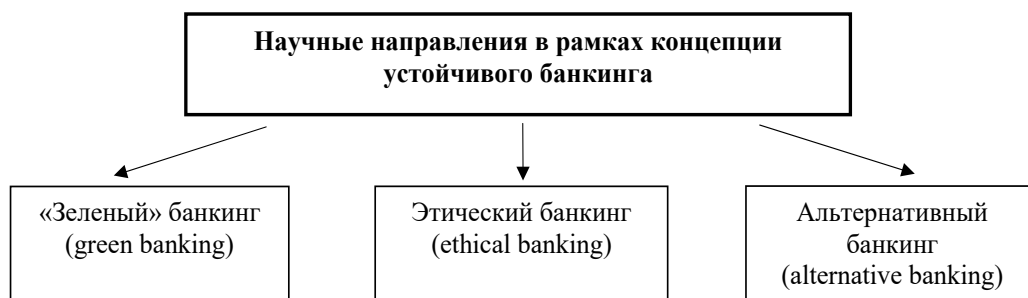 Научные направления в рамках концепции
устойчивого банкинга
«Зеленый» банкинг
(green banking)
Этический банкинг
(ethical banking)
Альтернативный
банкинг
(alternative banking)